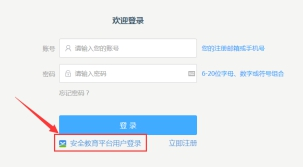 欢迎登录
账号 请输入您的账号 您的注册邮箱或手机号
密码 请输入密码 6-20位字母、数字或符号组合
忘记密码？
登 录
安全教育平台用户登录 立即注册